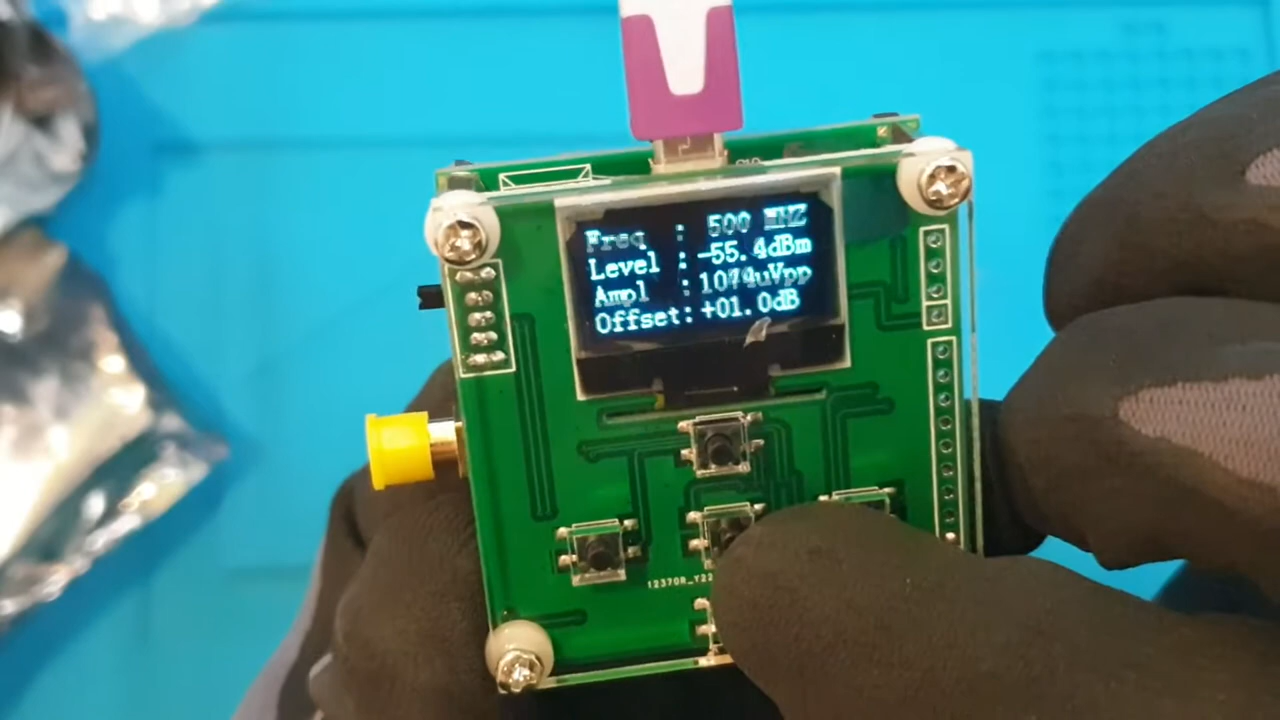 Freq : 500 MHZ
Level :-55.4dBm
Ampl :1074uVpp
Offset:+01.0dB